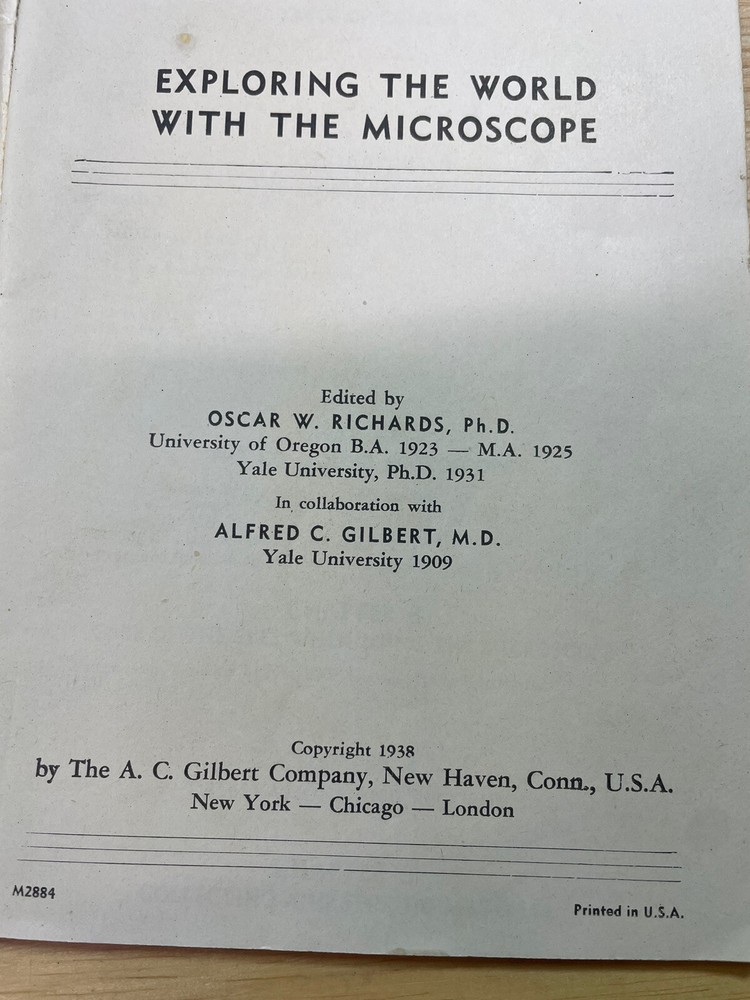 EXPLORING THE WORLD
WITH THE MICROSCOPE
Edited by
OSCAR W. RICHARDS, Ph.D.
University of Oregon B.A. 1923 — M.A. 1925
Yale University, Ph.D. 1931
In collaboration with
ALFRED C. GILBERT, M.D.
Yale University 1909
Copyright 1938
by The A. C. Gilbert Company, New Haven, Conn., U.S.A.
New York — Chicago — London
M2884
Printed in U.S.A.